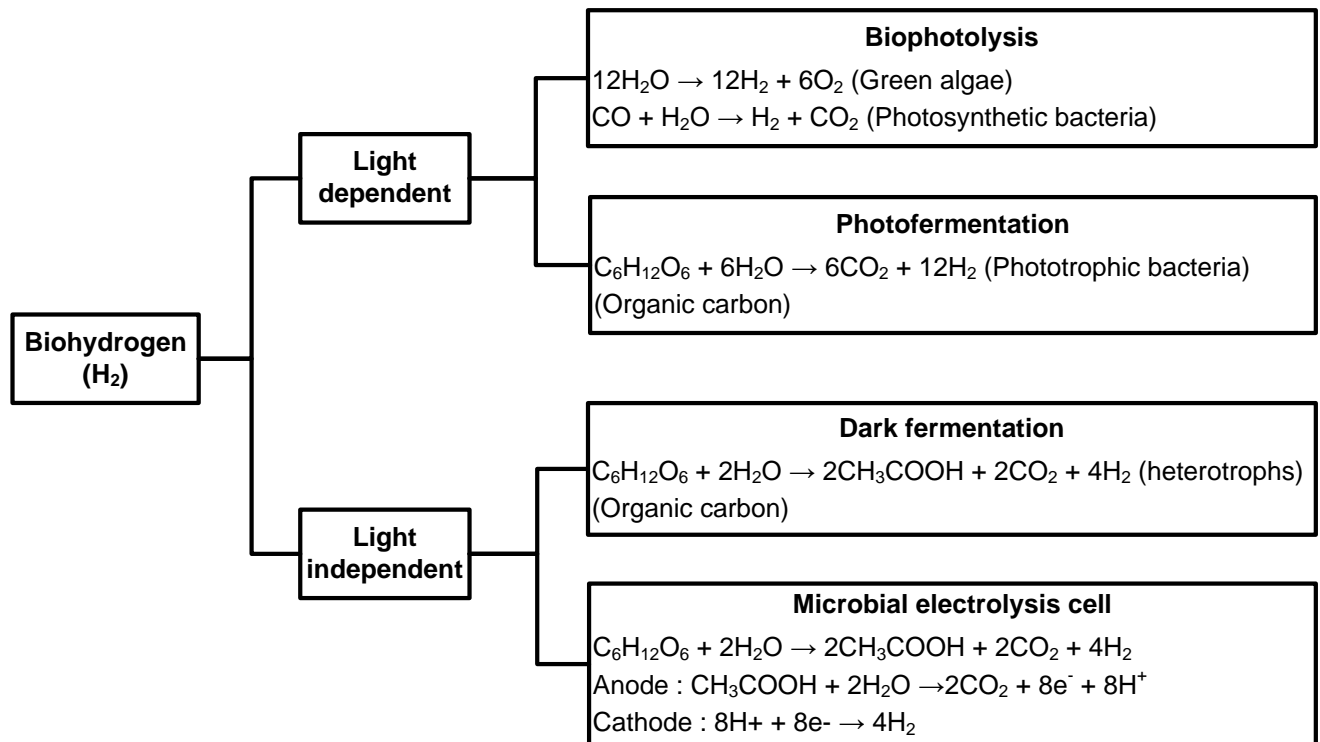 Biohydrogen
(H₂)
Light
dependent
Biophotolysis
12H₂O → 12H₂ + 6O₂ (Green algae)
CO + H₂O → H₂ + CO₂ (Photosynthetic bacteria)
Photofermentation
C₆H₁₂O₆ + 6H₂O → 6CO₂ + 12H₂ (Phototrophic bacteria)
(Organic carbon)
Light
independent
Dark fermentation
C₆H₁₂O₆ + 2H₂O → 2CH₃COOH + 2CO₂ + 4H₂ (heterotrophs)
(Organic carbon)
Microbial electrolysis cell
C₆H₁₂O₆ + 2H₂O → 2CH₃COOH + 2CO₂ + 4H₂
Anode : CH₃COOH + 2H₂O →2CO₂ + 8e⁻ + 8H⁺
Cathode : 8H+ + 8e- → 4H₂